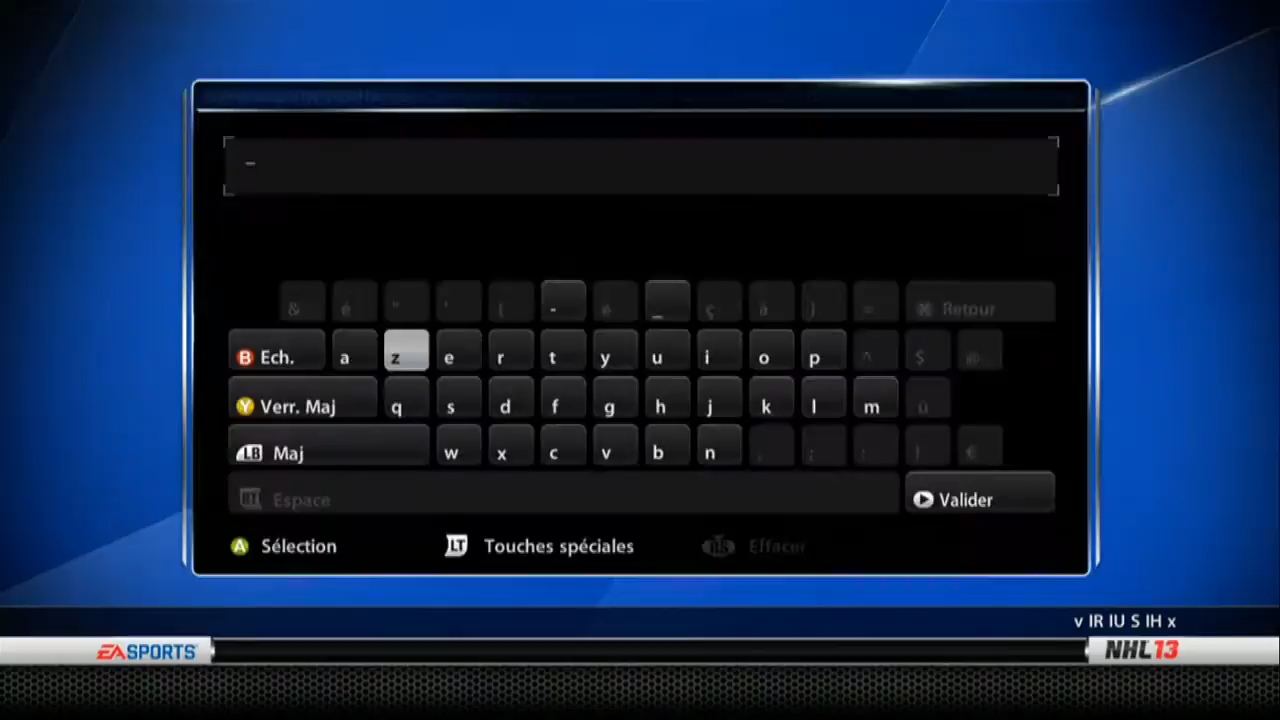 _
& é " ' ( - è _ ç à ) = X Retour
B Ech. a z e r t y u i o p ^ $ @
Y Verr. Maj q s d f g h j k l m ù
LB Maj w x c v b n , ; : ! €
Espace Valider
A Sélection LT Touches spéciales Effacer
v IR IU S IH x
EA SPORTS NHL 13